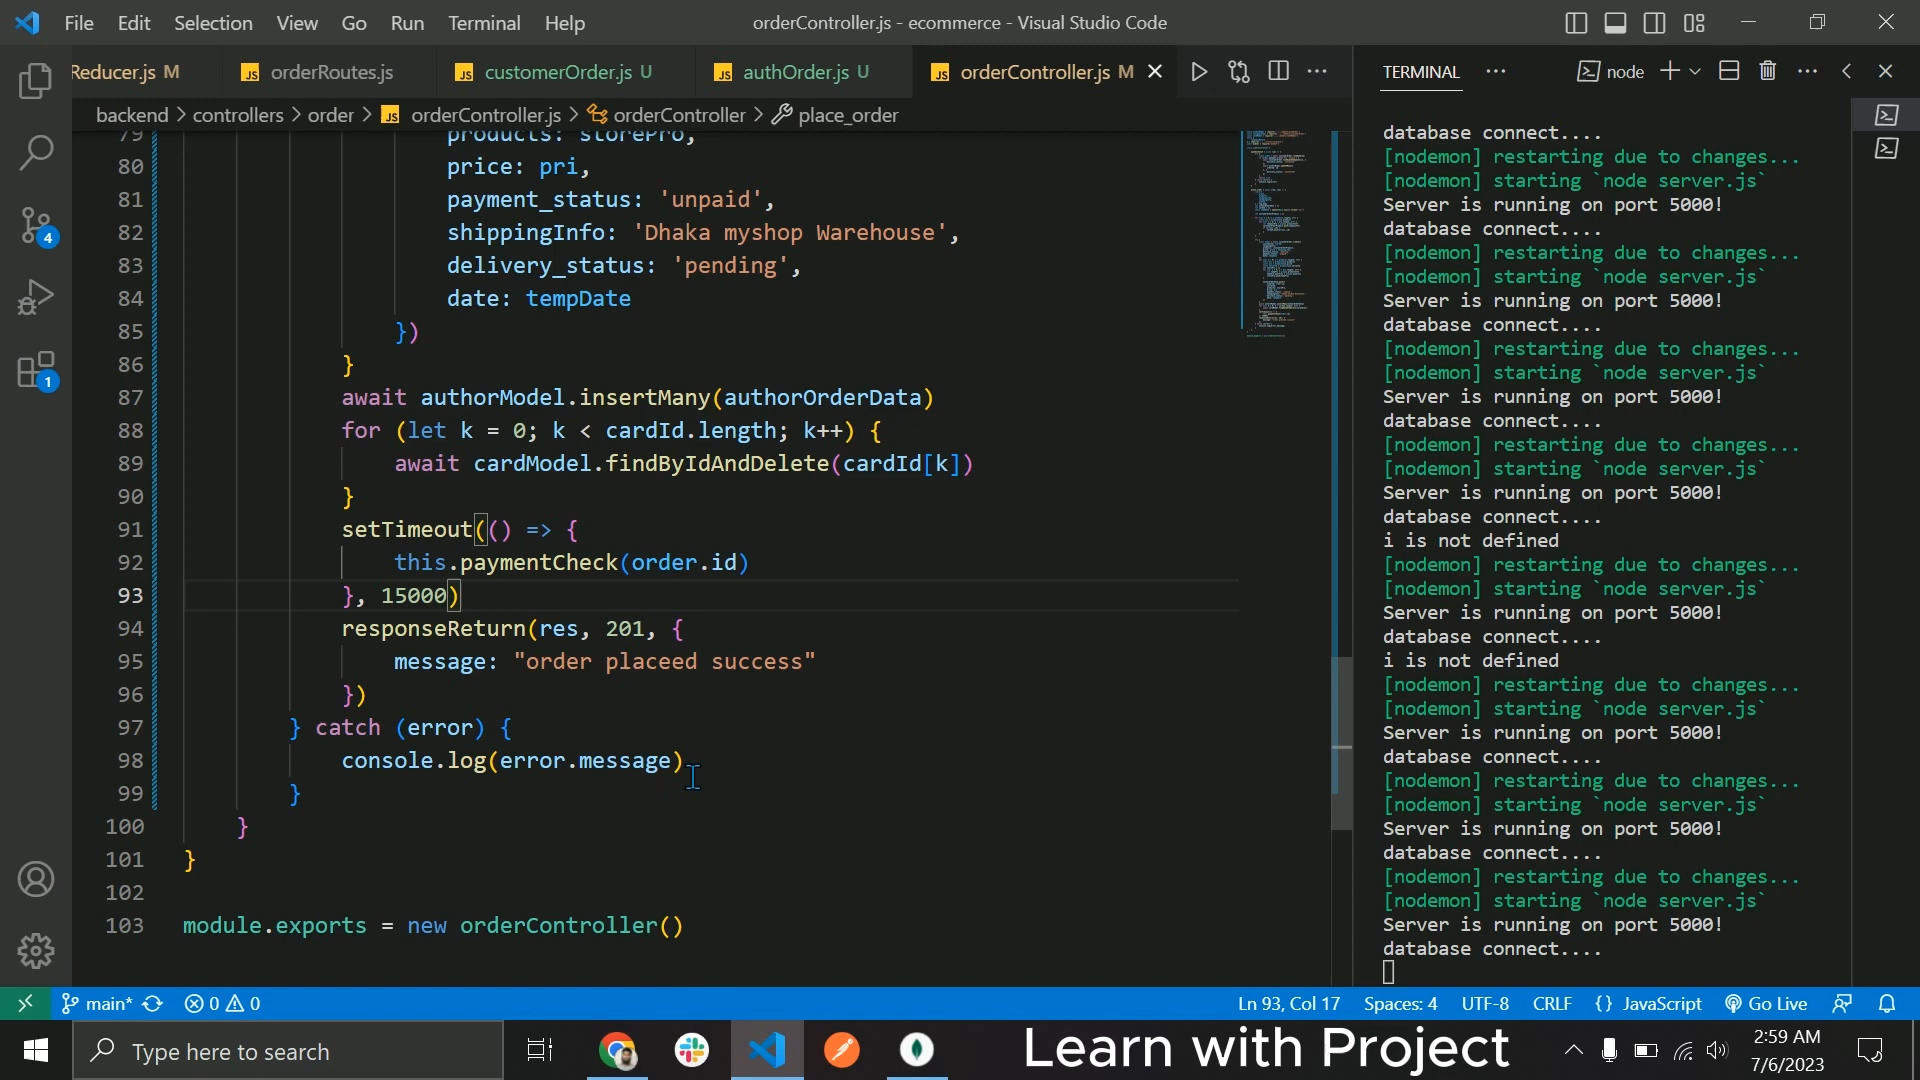 File Edit Selection View Go Run Terminal Help
orderController.js - ecommerce - Visual Studio Code
Reducer.js M
JS orderRoutes.js
JS customerOrder.js U
JS authOrder.js U
JS orderController.js M
TERMINAL
node
backend > controllers > order > JS orderController.js > orderController > place_order
79 products: storePro,
80 price: pri,
81 payment_status: 'unpaid',
82 shippingInfo: 'Dhaka myshop Warehouse',
83 delivery_status: 'pending',
84 date: tempDate
85 })
86 }
87 await authorModel.insertMany(authorOrderData)
88 for (let k = 0; k < cardId.length; k++) {
89 await cardModel.findByIdAndDelete(cardId[k])
90 }
91 setTimeout(() => {
92 this.paymentCheck(order.id)
93 }, 15000)
94 responseReturn(res, 201, {
95 message: "order placeed success"
96 })
97 } catch (error) {
98 console.log(error.message)
99 }
100 }
101 }
102
103 module.exports = new orderController()
database connect....
[nodemon] restarting due to changes...
[nodemon] starting `node server.js`
Server is running on port 5000!
database connect....
[nodemon] restarting due to changes...
[nodemon] starting `node server.js`
Server is running on port 5000!
database connect....
[nodemon] restarting due to changes...
[nodemon] starting `node server.js`
Server is running on port 5000!
database connect....
[nodemon] restarting due to changes...
[nodemon] starting `node server.js`
Server is running on port 5000!
database connect....
i is not defined
[nodemon] restarting due to changes...
[nodemon] starting `node server.js`
Server is running on port 5000!
database connect....
i is not defined
[nodemon] restarting due to changes...
[nodemon] starting `node server.js`
Server is running on port 5000!
database connect....
[nodemon] restarting due to changes...
[nodemon] starting `node server.js`
Server is running on port 5000!
database connect....
[nodemon] restarting due to changes...
[nodemon] starting `node server.js`
Server is running on port 5000!
database connect....
4
1
main* 0 0
Ln 93, Col 17 Spaces: 4 UTF-8 CRLF {} JavaScript Go Live
Type here to search
Learn with Project
2:59 AM
7/6/2023